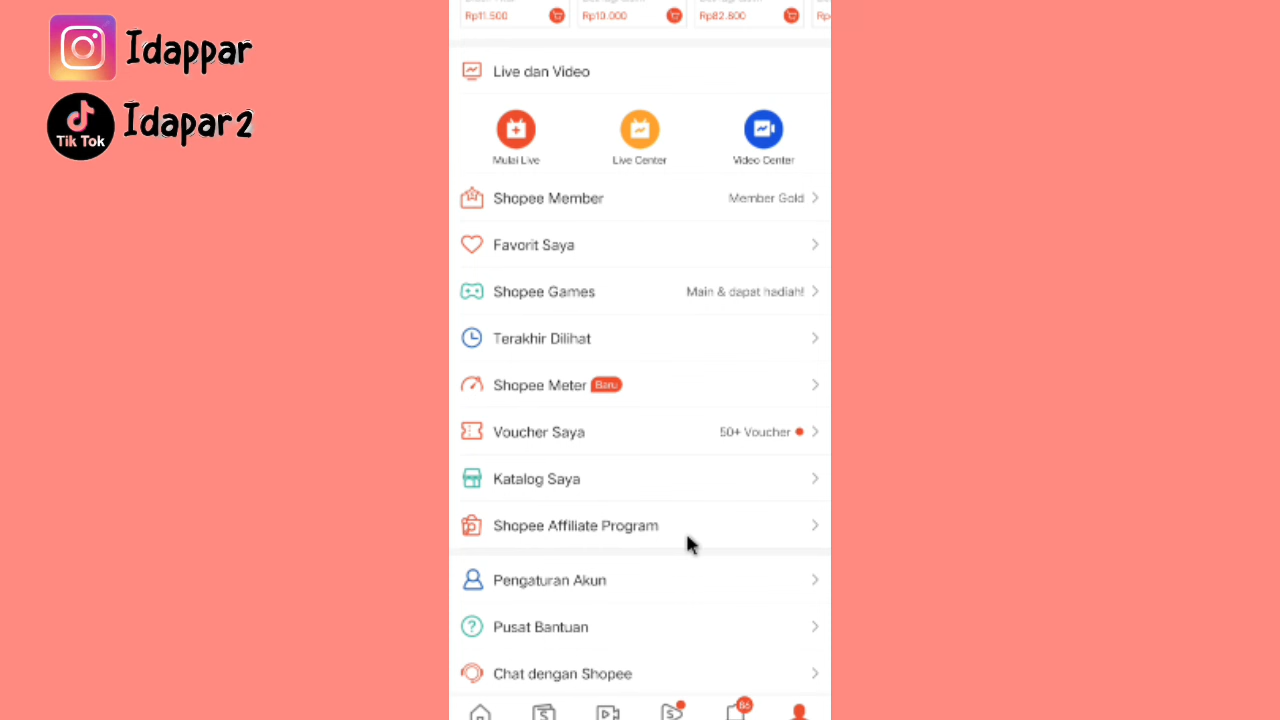 Idappar
Tik Tok
Idapar2
Rp11.500
Rp10.000
Rp82.800
Live dan Video
Mulai Live
Live Center
Video Center
Shopee Member
Member Gold
Favorit Saya
Shopee Games
Main & dapat hadiah!
Terakhir Dilihat
Shopee Meter
Baru
Voucher Saya
50+ Voucher
Katalog Saya
Shopee Affiliate Program
Pengaturan Akun
Pusat Bantuan
Chat dengan Shopee
86